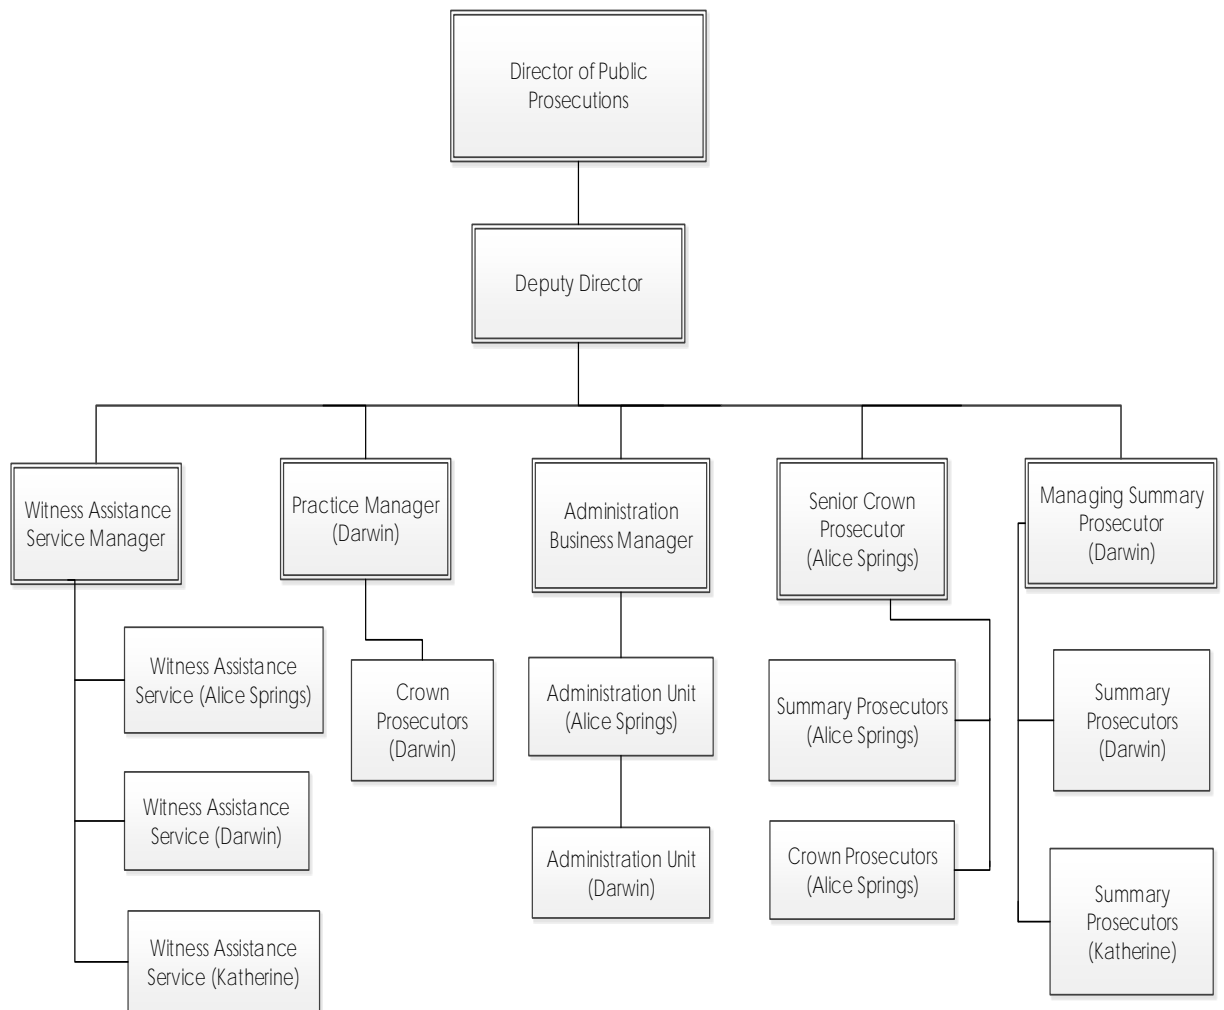 Director of Public
Prosecutions
Deputy Director
Witness Assistance
Service Manager
Practice Manager
(Darwin)
Administration
Business Manager
Senior Crown
Prosecutor
(Alice Springs)
Managing Summary
Prosecutor
(Darwin)
Witness Assistance
Service (Alice Springs)
Witness Assistance
Service (Darwin)
Witness Assistance
Service (Katherine)
Crown
Prosecutors
(Darwin)
Administration Unit
(Alice Springs)
Administration Unit
(Darwin)
Summary Prosecutors
(Alice Springs)
Crown Prosecutors
(Alice Springs)
Summary
Prosecutors
(Darwin)
Summary
Prosecutors
(Katherine)